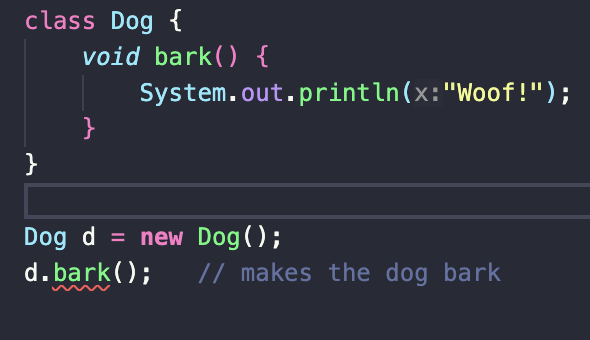 class Dog {
    void bark() {
        System.out.println(x:"Woof!");
    }
}
Dog d = new Dog();
d.bark();   // makes the dog bark